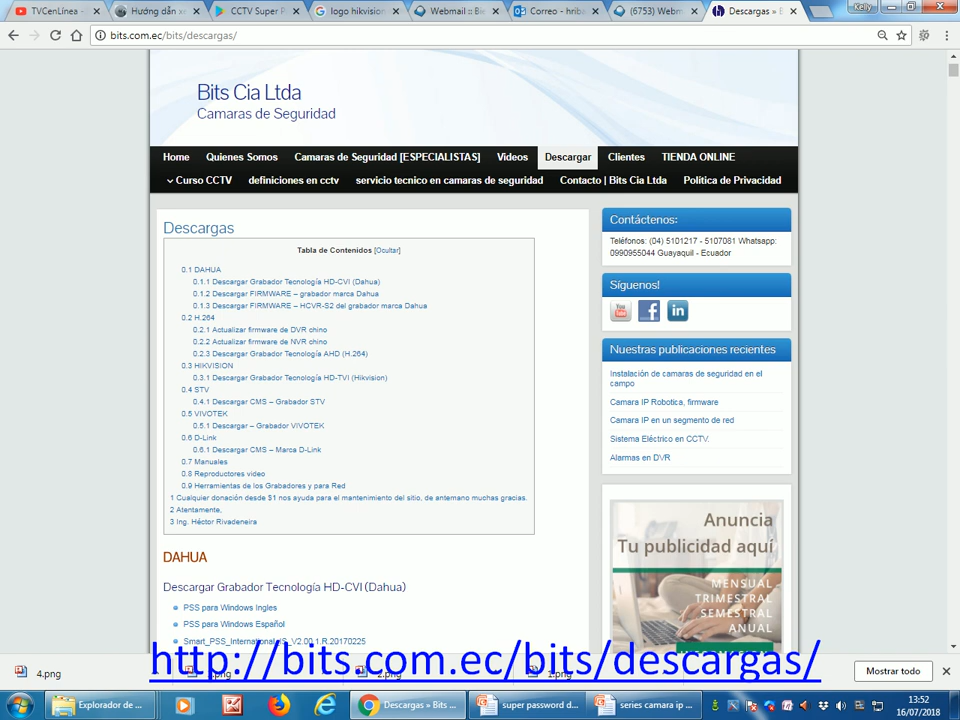 TVCenLínea
Hướng dẫn xe
CCTV Super P
logo hikvision
Webmail :: Bie
Correo - hriba
(6753) Webm
Descargas » B
Kelly
bits.com.ec/bits/descargas/
Bits Cia Ltda
Camaras de Seguridad
Home Quienes Somos Camaras de Seguridad [ESPECIALISTAS] Videos Descargar Clientes TIENDA ONLINE
Curso CCTV definiciones en cctv servicio tecnico en camaras de seguridad Contacto | Bits Cia Ltda Politica de Privacidad
Descargas
Tabla de Contenidos [Ocultar]
0.1 DAHUA
0.1.1 Descargar Grabador Tecnología HD-CVI (Dahua)
0.1.2 Descargar FIRMWARE – grabador marca Dahua
0.1.3 Descargar FIRMWARE – HCVR-S2 del grabador marca Dahua
0.2 H.264
0.2.1 Actualizar firmware de DVR chino
0.2.2 Actualizar firmware de NVR chino
0.2.3 Descargar Grabador Tecnología AHD (H.264)
0.3 HIKVISION
0.3.1 Descargar Grabador Tecnología HD-TVI (Hikvision)
0.4 STV
0.4.1 Descargar CMS – Grabador STV
0.5 VIVOTEK
0.5.1 Descargar – Grabador VIVOTEK
0.6 D-Link
0.6.1 Descargar CMS – Marca D-Link
0.7 Manuales
0.8 Reproductores video
0.9 Herramientas de los Grabadores y para Red
1 Cualquier donación desde $1 nos ayuda para el mantenimiento del sitio, de antemano muchas gracias.
2 Atentamente,
3 Ing. Héctor Rivadeneira
DAHUA
Descargar Grabador Tecnología HD-CVI (Dahua)
PSS para Windows Ingles
PSS para Windows Español
Smart_PSS_International_IS_V2.00.1.R.20170225
Contáctenos:
Teléfonos: (04) 5101217 - 5107081 Whatsapp:
0990955044 Guayaquil - Ecuador
Síguenos!
You
Tube
f
in
Nuestras publicaciones recientes
Instalación de camaras de seguridad en el
campo
Camara IP Robotica, firmware
Camara IP en un segmento de red
Sistema Eléctrico en CCTV.
Alarmas en DVR
Anuncia
Tu publicidad aquí
MENSUAL
TRIMESTRAL
SEMESTRAL
ANUAL
http://bits.com.ec/bits/descargas/
4.png
2.png
1.png
Mostrar todo
Explorador de ...
Descargas » Bits ...
super password d...
series camara ip ...
13:52
16/07/2018